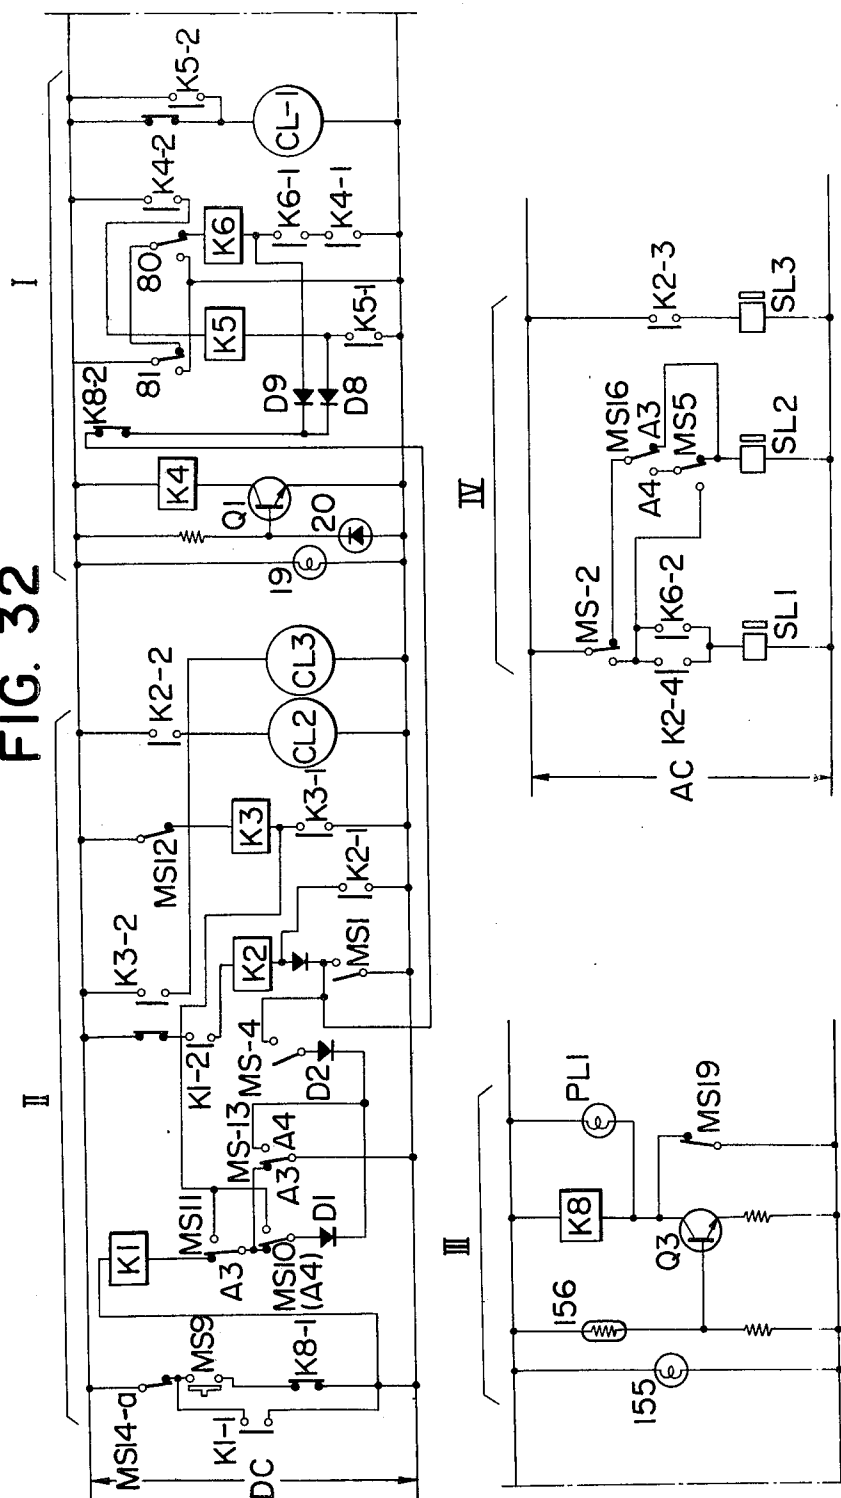 FIG. 32
II
I
MS14-a
K1-1
MS9
K8-1
DC
K1
MS11
A3
MS10
(A4)
D1
MS-13
A3
A4
MS-4
D2
K1-2
K3-2
K2
MS1
K2-1
MS12
K3
K3-1
K2-2
CL2
CL3
19
20
Q1
K4
K8-2
D9
D8
81
K5
K5-1
80
K6
K6-1
K4-1
K4-2
K5-2
CL-1
III
155
156
Q3
K8
PL1
MS19
IV
AC
MS-2
K2-4
K6-2
SL1
MS16
A3
A4
MS5
SL2
K2-3
SL3